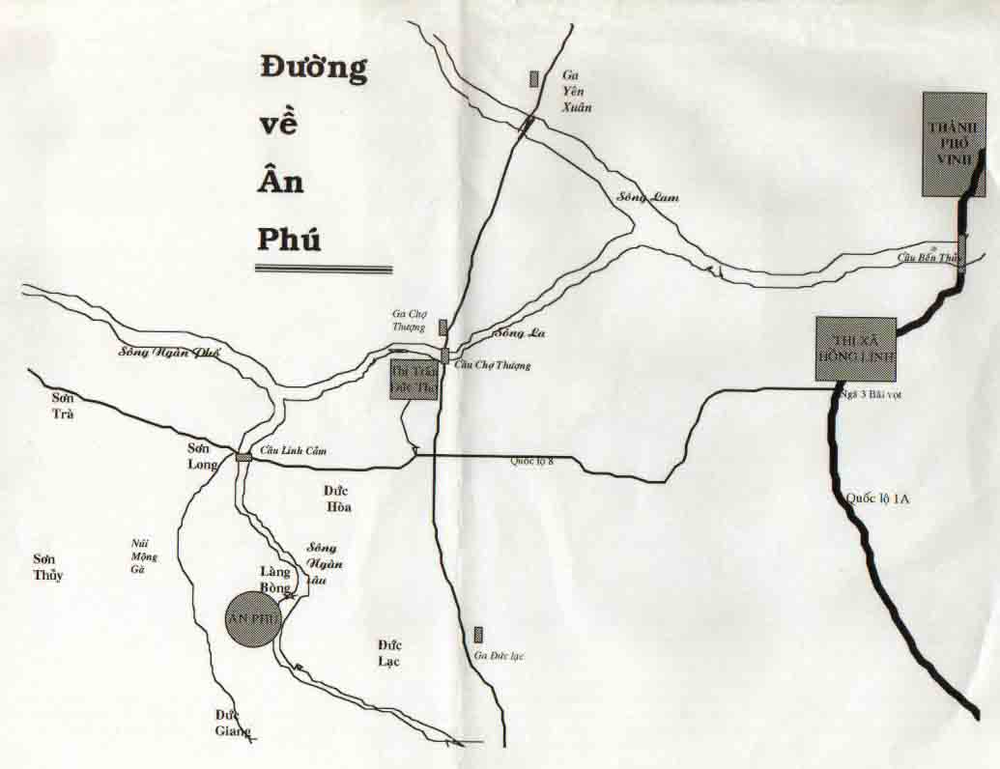 Đường
về
Ân
Phú
Ga
Yên
Xuân
THÀNH
PHỐ
VINH
Sông Lam
Cầu Bến Thủy
Ga Chợ
Thượng
Sông La
Cầu Chợ Thượng
THỊ XÃ
HỒNG LĨNH
Sông Ngàn Phố
Thị Trấn
Đức Thọ
Ngã 3 Bãi vọt
Sơn
Trà
Sơn
Long
Cầu Linh Cảm
Quốc lộ 8
Đức
Hòa
Quốc lộ 1A
Núi
Mộng
Gà
Sông
Ngàn
sâu
Sơn
Thủy
Làng
Bòng
ÂN PHÚ
Đức
Lạc
Ga Đức lạc
Đức
Giang